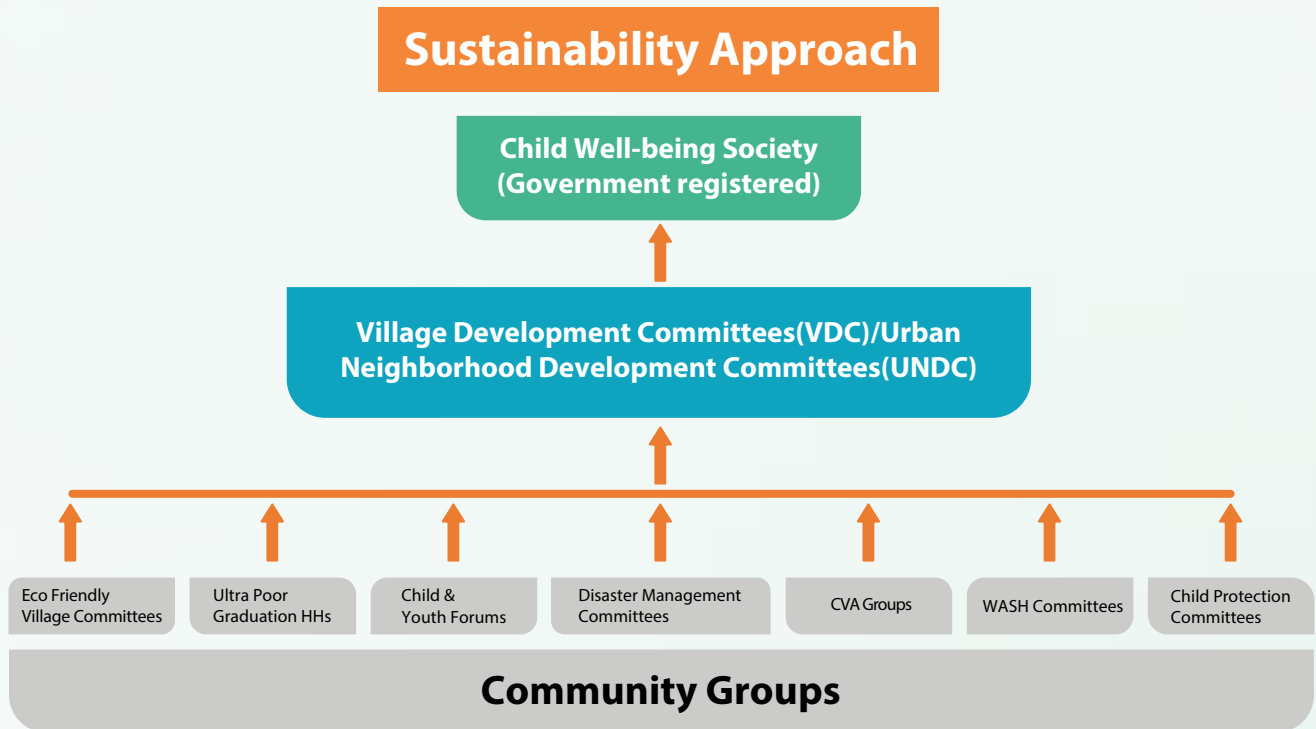 Sustainability Approach
Child Well-being Society
(Government registered)
Village Development Committees(VDC)/Urban
Neighborhood Development Committees(UNDC)
Eco Friendly
Village Committees
Ultra Poor
Graduation HHs
Child &
Youth Forums
Disaster Management
Committees
CVA Groups
WASH Committees
Child Protection
Committees
Community Groups